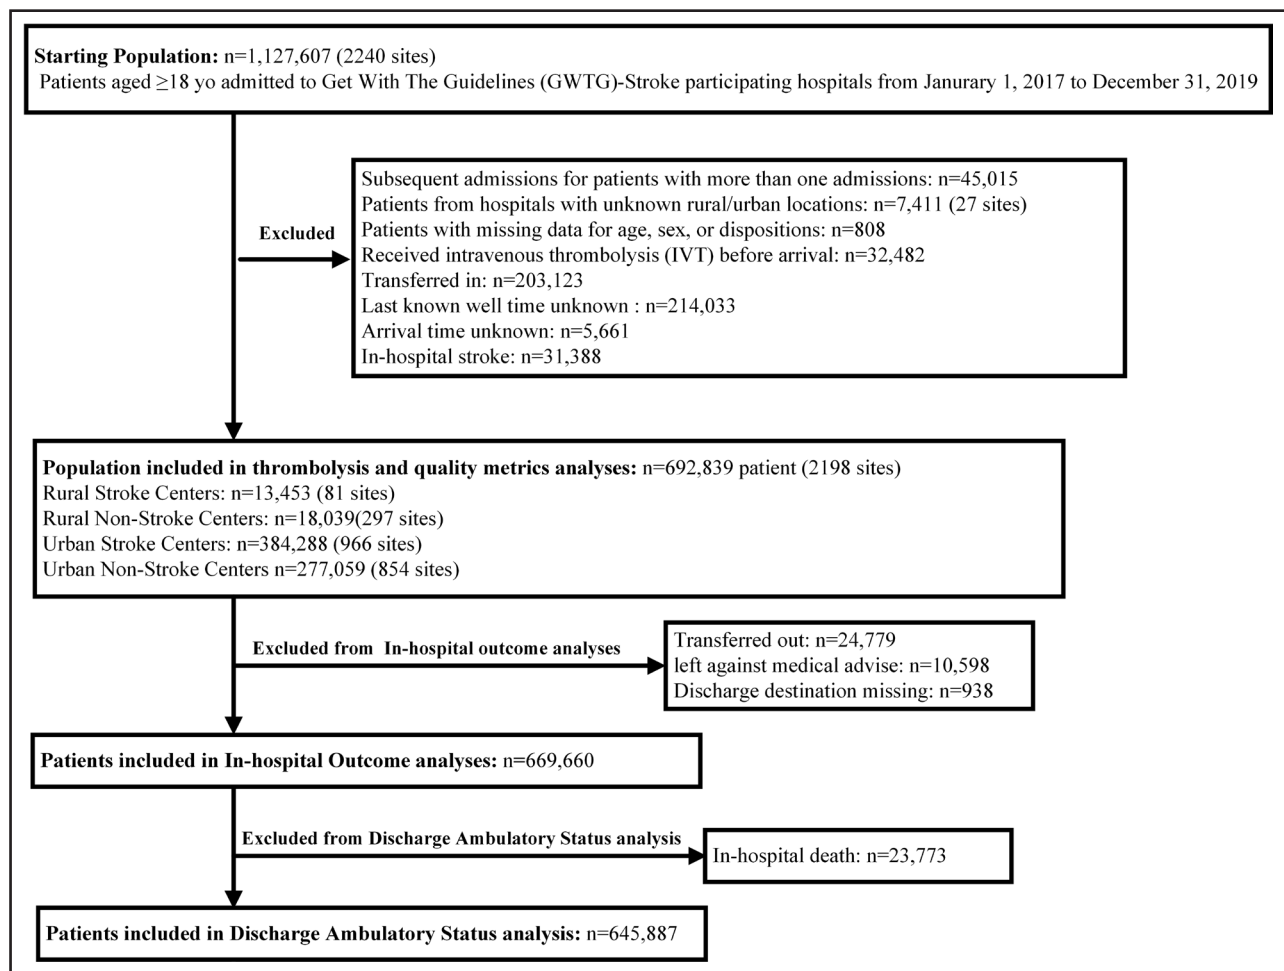 Starting Population: n=1,127,607 (2240 sites)
Patients aged ≥18 yo admitted to Get With The Guidelines (GWTG)-Stroke participating hospitals from Janurary 1, 2017 to December 31, 2019
Excluded
Subsequent admissions for patients with more than one admissions: n=45,015
Patients from hospitals with unknown rural/urban locations: n=7,411 (27 sites)
Patients with missing data for age, sex, or dispositions: n=808
Received intravenous thrombolysis (IVT) before arrival: n=32,482
Transferred in: n=203,123
Last known well time unknown : n=214,033
Arrival time unknown: n=5,661
In-hospital stroke: n=31,388
Population included in thrombolysis and quality metrics analyses: n=692,839 patient (2198 sites)
Rural Stroke Centers: n=13,453 (81 sites)
Rural Non-Stroke Centers: n=18,039(297 sites)
Urban Stroke Centers: n=384,288 (966 sites)
Urban Non-Stroke Centers n=277,059 (854 sites)
Excluded from In-hospital outcome analyses
Transferred out: n=24,779
left against medical advise: n=10,598
Discharge destination missing: n=938
Patients included in In-hospital Outcome analyses: n=669,660
Excluded from Discharge Ambulatory Status analysis
In-hospital death: n=23,773
Patients included in Discharge Ambulatory Status analysis: n=645,887